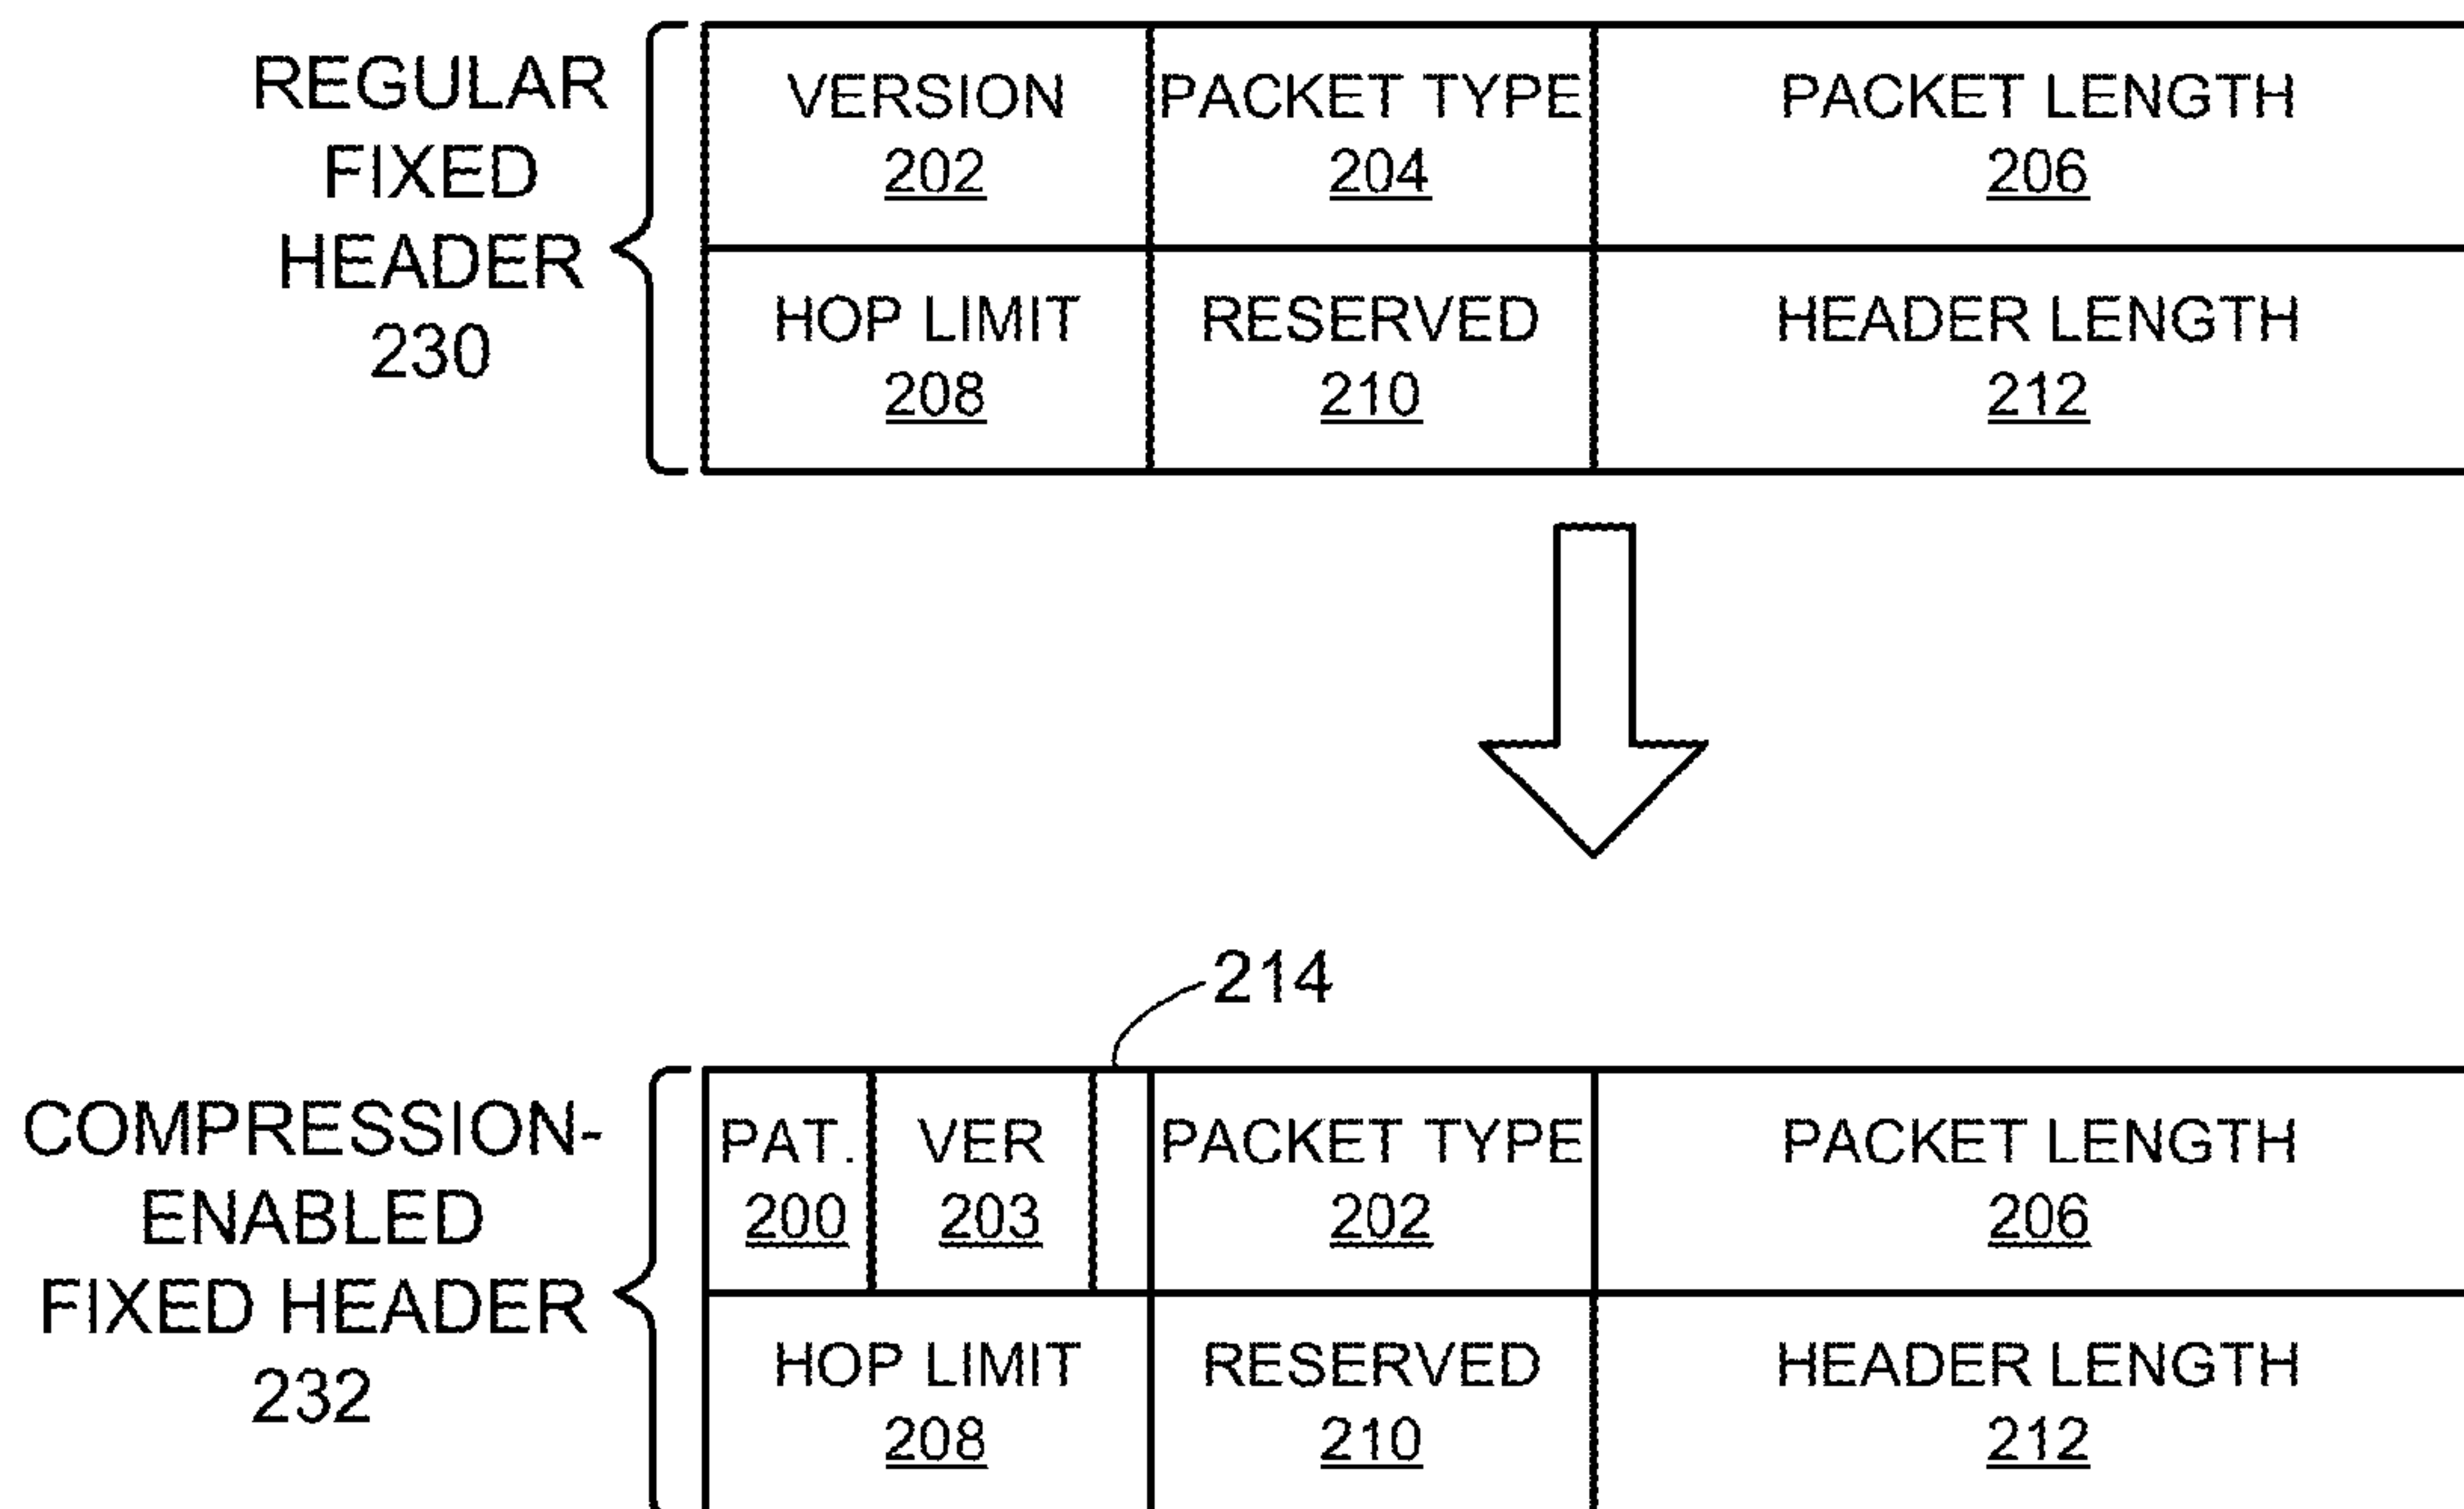 REGULAR
FIXED
HEADER
230
VERSION
202
PACKET TYPE
204
PACKET LENGTH
206
HOP LIMIT
208
RESERVED
210
HEADER LENGTH
212
214
COMPRESSION-
ENABLED
FIXED HEADER
232
PAT.
200
VER
203
PACKET TYPE
202
PACKET LENGTH
206
HOP LIMIT
208
RESERVED
210
HEADER LENGTH
212